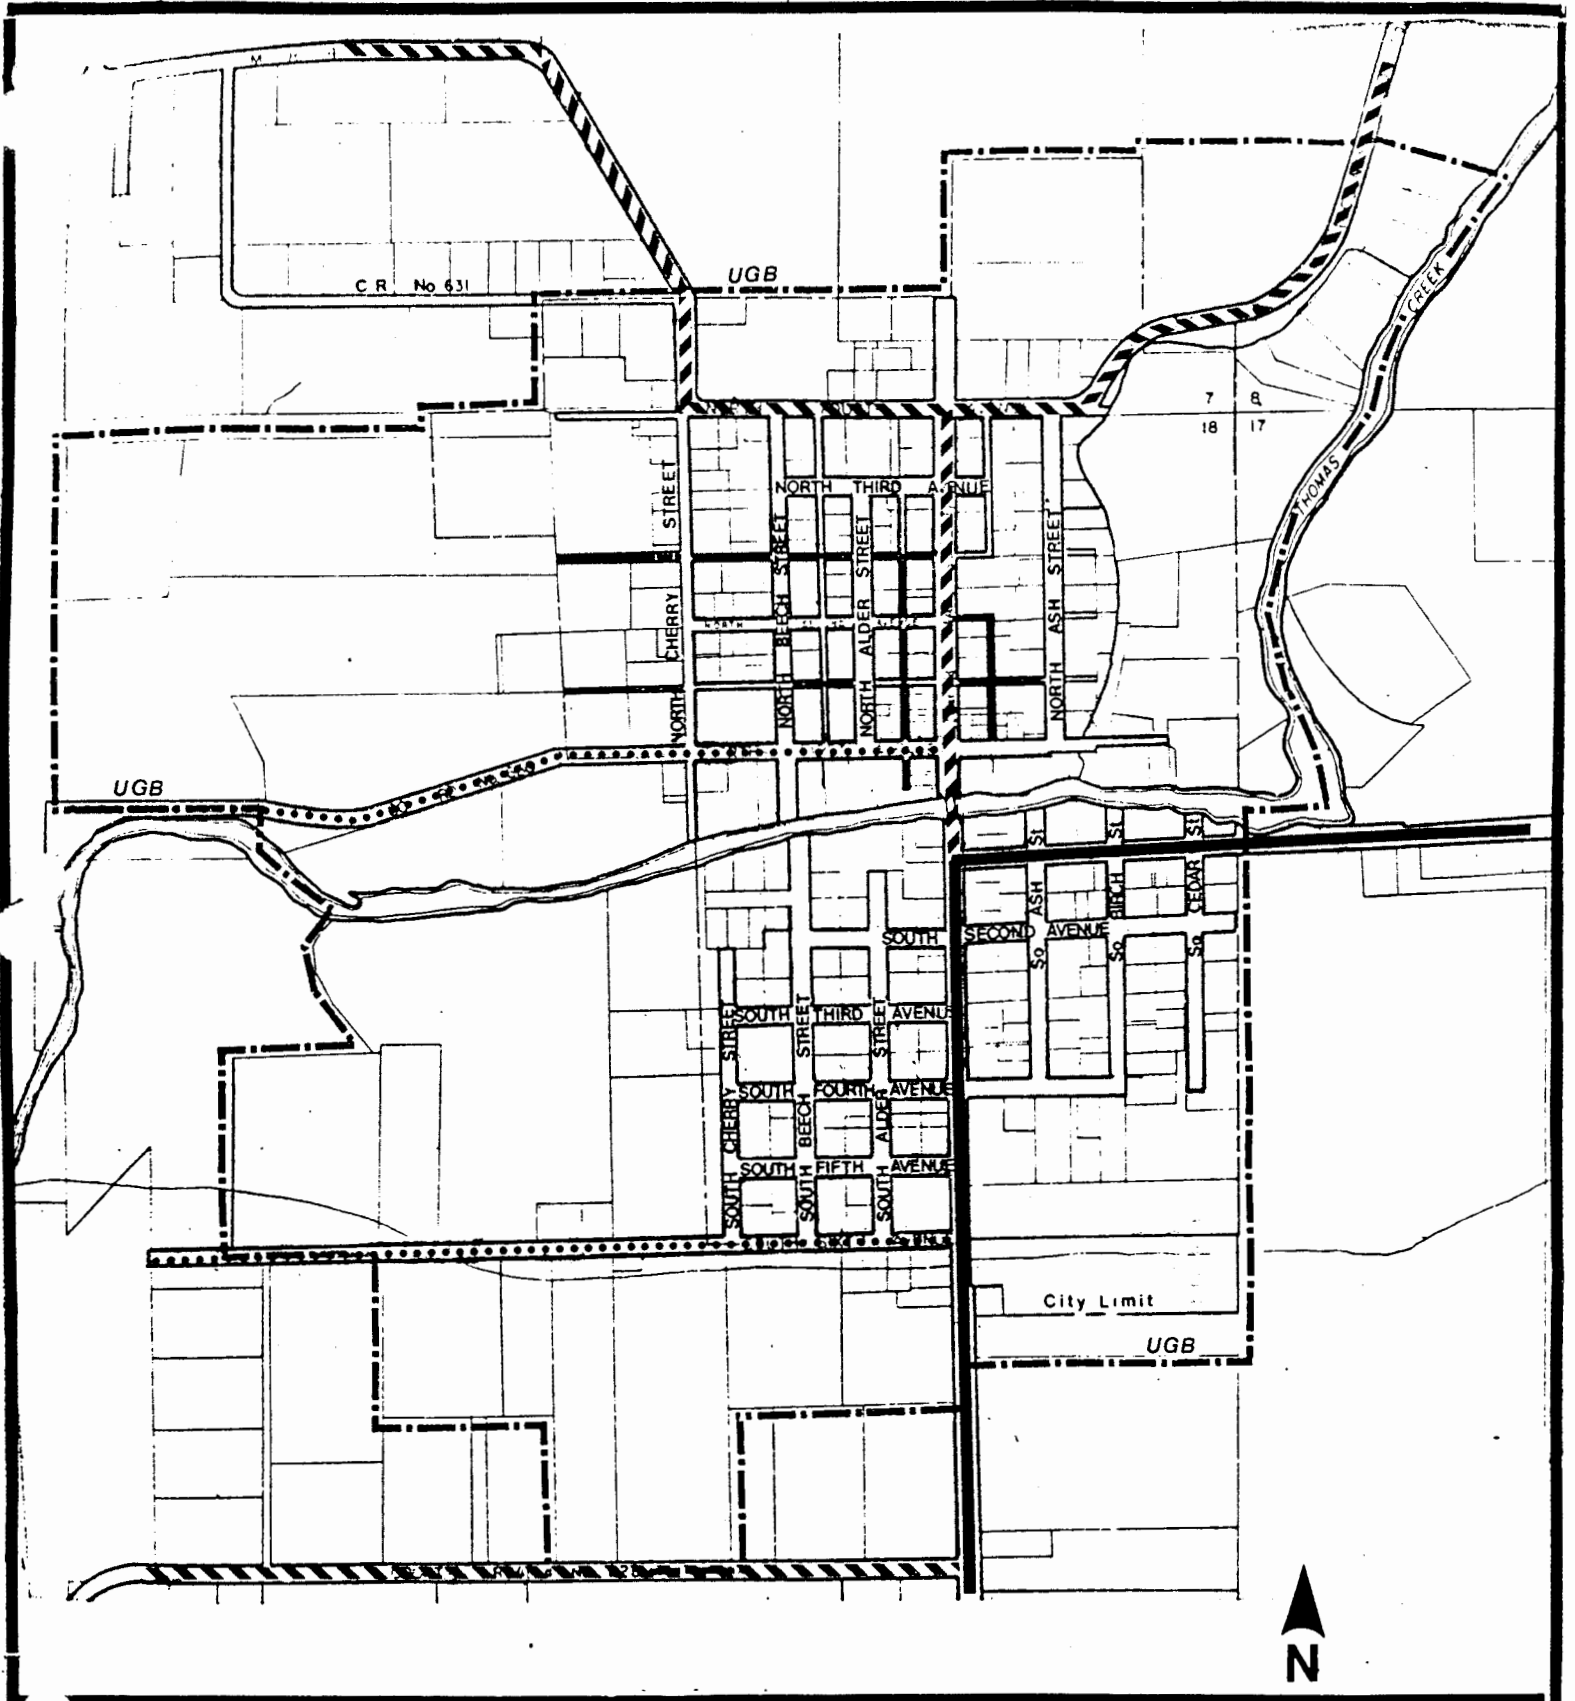 C R No 631
UGB
CREEK
7 8
18 17
THOMAS
NORTH THIRD AVENUE
NORTH CHERRY STREET
NORTH BEECH STREET
NORTH ALDER STREET
NORTH ASH STREET
NORTH
UGB
St
St
St
So ASH
So BIRCH
So CEDAR
SOUTH SECOND AVENUE
SOUTH THIRD AVENU
SOUTH FOURTH AVENUE
SOUTH FIFTH AVENUE
SOUTH CHERRY STREET
SOUTH BEECH STREET
SOUTH ALDER STREET
City Limit
UGB
N